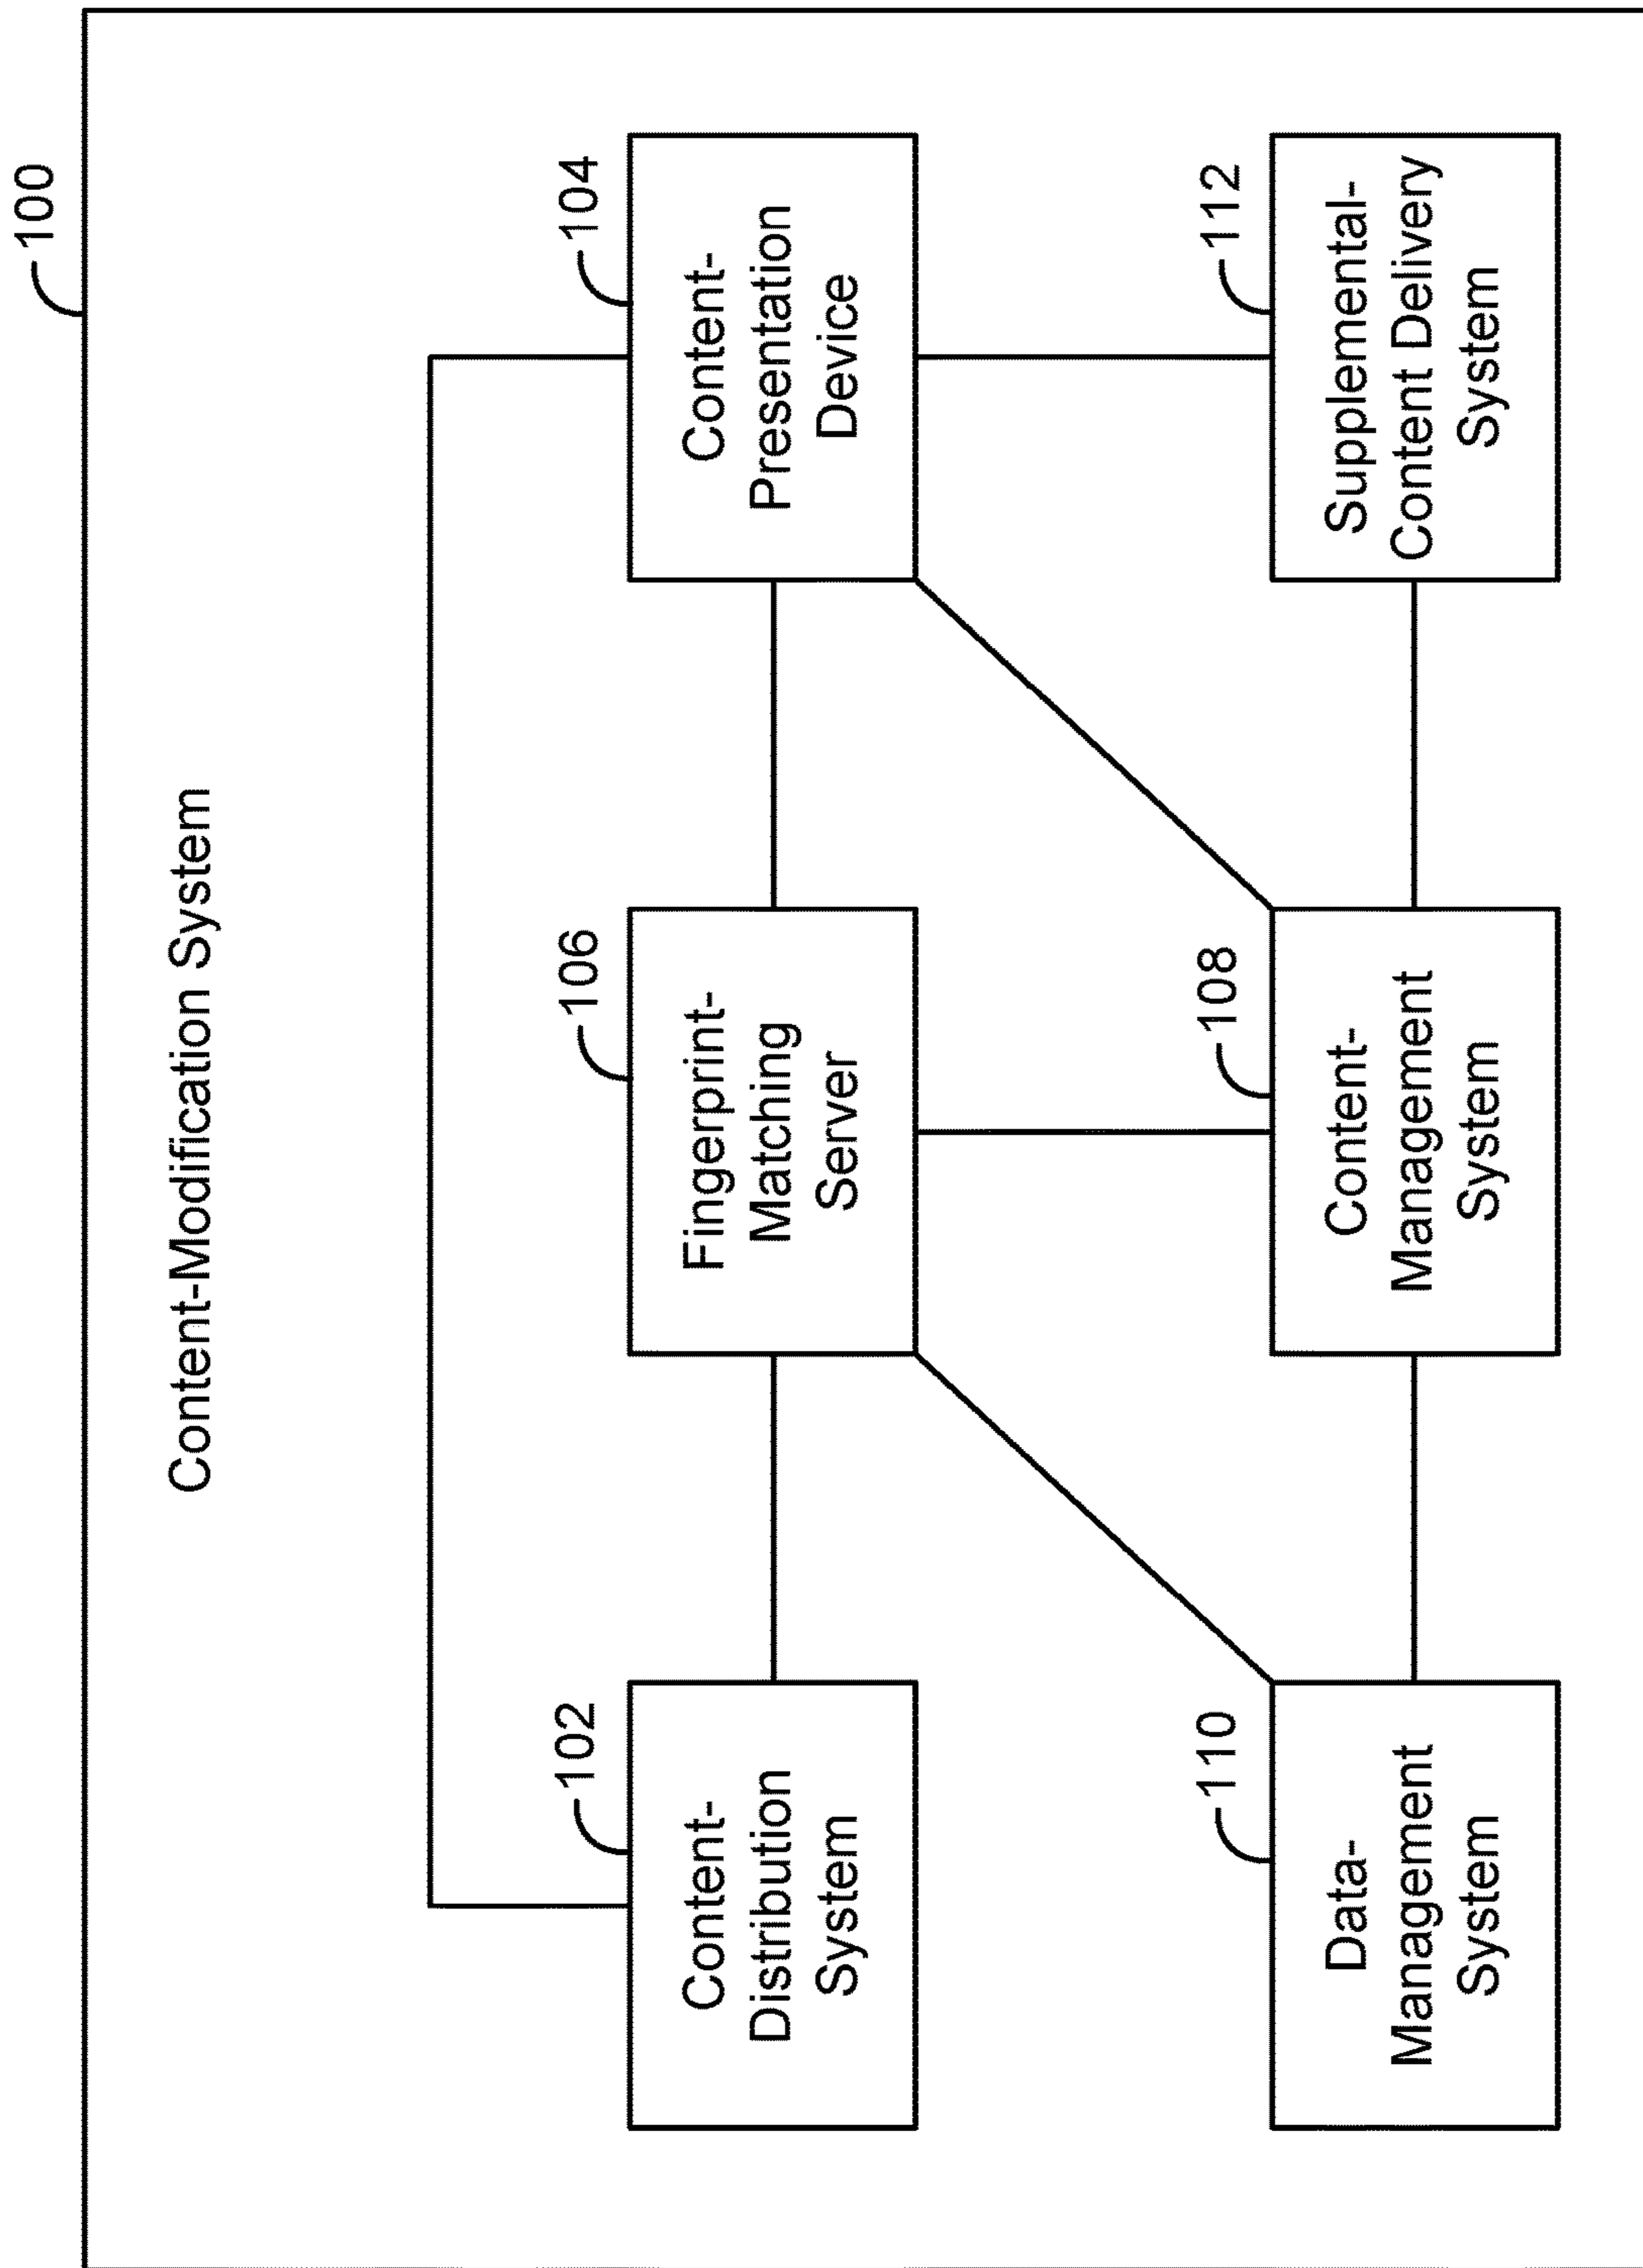 100
Content-Modification System
102
Content-
Distribution
System
106
Fingerprint-
Matching
Server
104
Content-
Presentation
Device
110
Data-
Management
System
108
Content-
Management
System
112
Supplemental-
Content Delivery
System